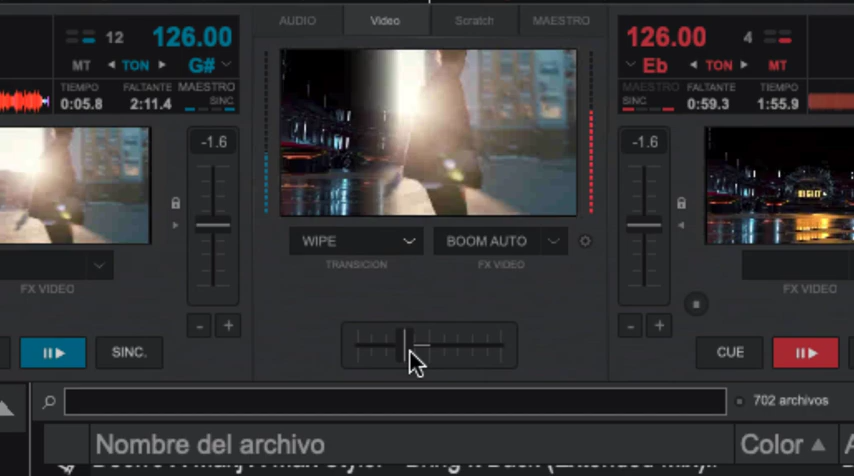 AUDIO Video Scratch MAESTRO
12 126.00
MT TON G#
TIEMPO FALTANTE MAESTRO
0:05.8 2:11.4 SINC
126.00 4
Eb TON MT
MAESTRO FALTANTE TIEMPO
SINC 0:59.3 1:55.9
-1.6
-1.6
WIPE BOOM AUTO
TRANSICION FX VIDEO
FX VIDEO
FX VIDEO
- +
- +
SINC.
CUE
702 archivos
Nombre del archivo Color